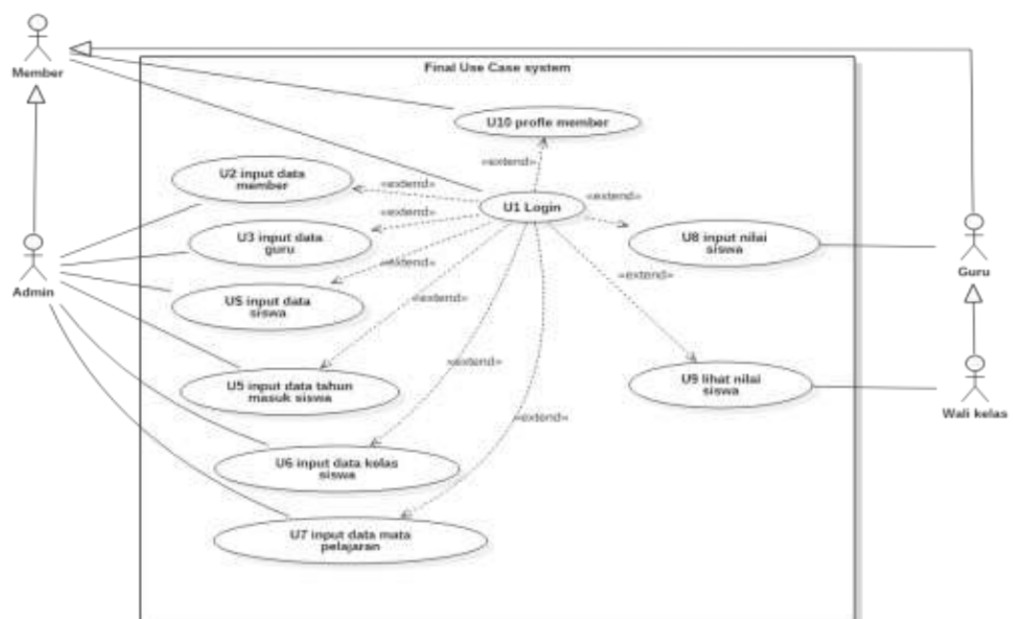 Member
Final Use Case system
U10 profle member
«extend»
U2 input data
member
«extend»
«extend»
U1 Login
«extend»
U3 input data
guru
U8 input nilai
siswa
Guru
Admin
«extend»
«extend»
U5 input data
siswa
«extend»
U5 input data tahun
masuk siswa
«extend»
U9 lihat nilai
siswa
Wali kelas
«extend»
U6 input data kelas
siswa
U7 input data mata
pelajaran